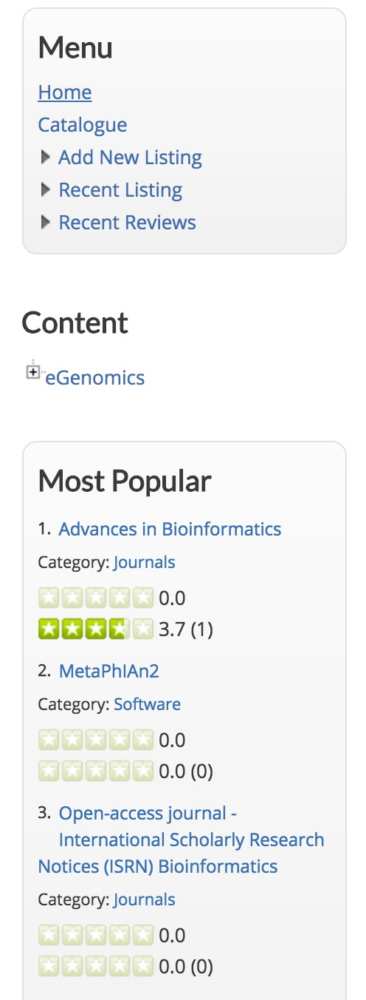 Menu
Home
Catalogue
Add New Listing
Recent Listing
Recent Reviews
Content
eGenomics
Most Popular
1. Advances in Bioinformatics
Category: Journals
0.0
3.7 (1)
2. MetaPhIAn2
Category: Software
0.0
0.0 (0)
3. Open-access journal -
International Scholarly Research
Notices (ISRN) Bioinformatics
Category: Journals
0.0
0.0 (0)